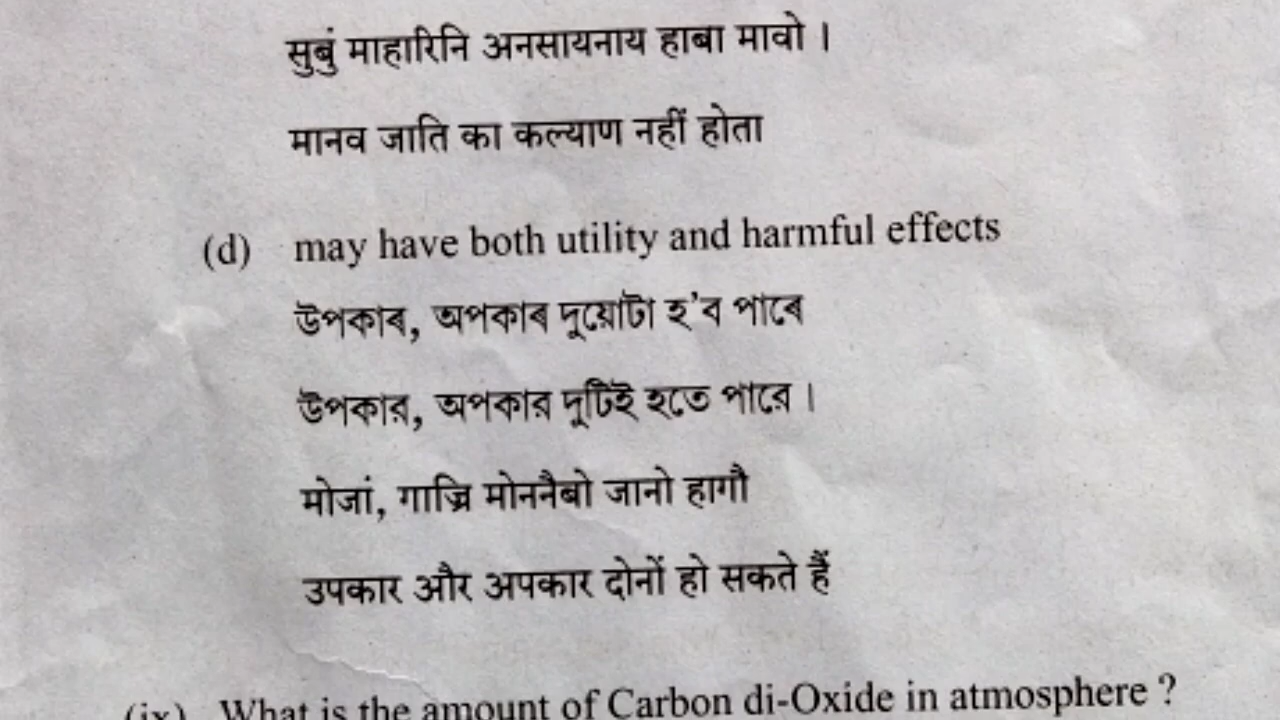 सुबुं माहारिनि अनसायनाय हाबा मावो ।
मानव जाति का कल्याण नहीं होता
(d) may have both utility and harmful effects
উপকাৰ, অপকাৰ দুয়োটা হ'ব পাৰে
উপকার, অপকার দুটিই হতে পারে ।
मोजां, गाज्रि मोननैबो जानो हागौ
उपकार और अपकार दोनों हो सकते हैं
(ix) What is the amount of Carbon di-Oxide in atmosphere ?